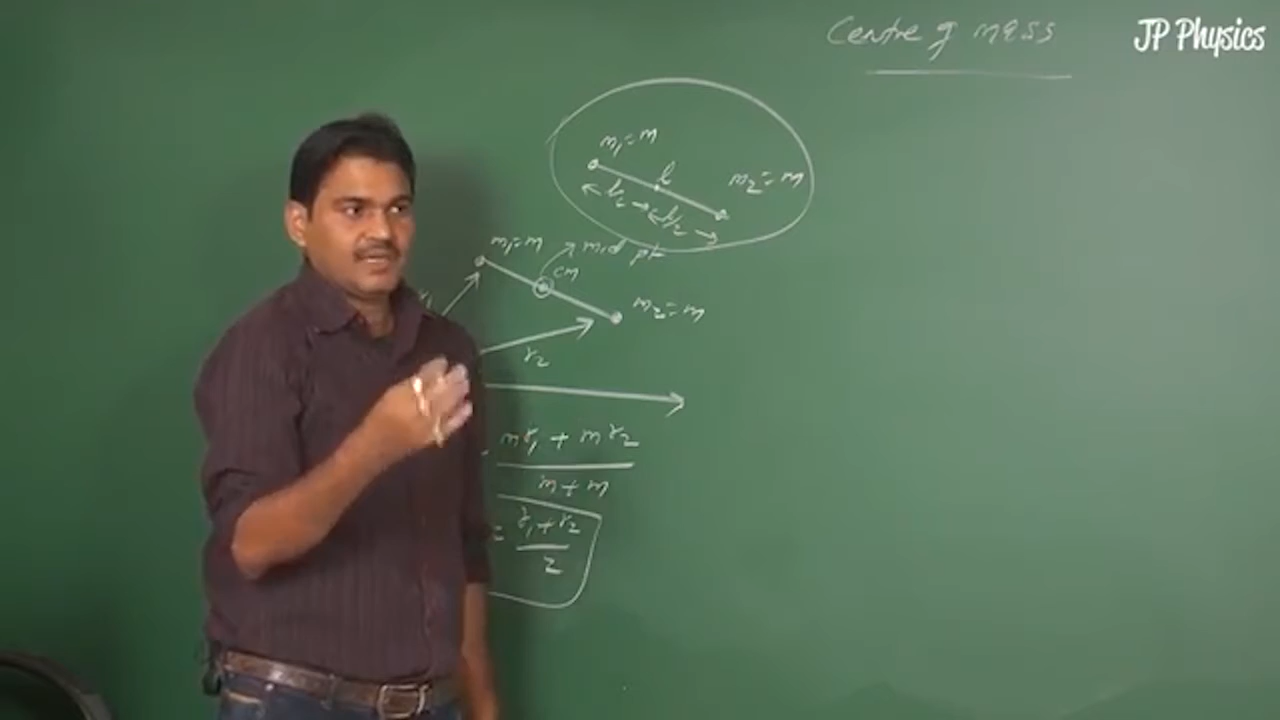 Centre of mass
JP Physics
m₁ = m
l
m₂ = m
l/2
l/2
m₁ = m
mid pt
CM
m₂ = m
r₁
r₂
mr₁ + mr₂
m + m
= r₁ + r₂
2